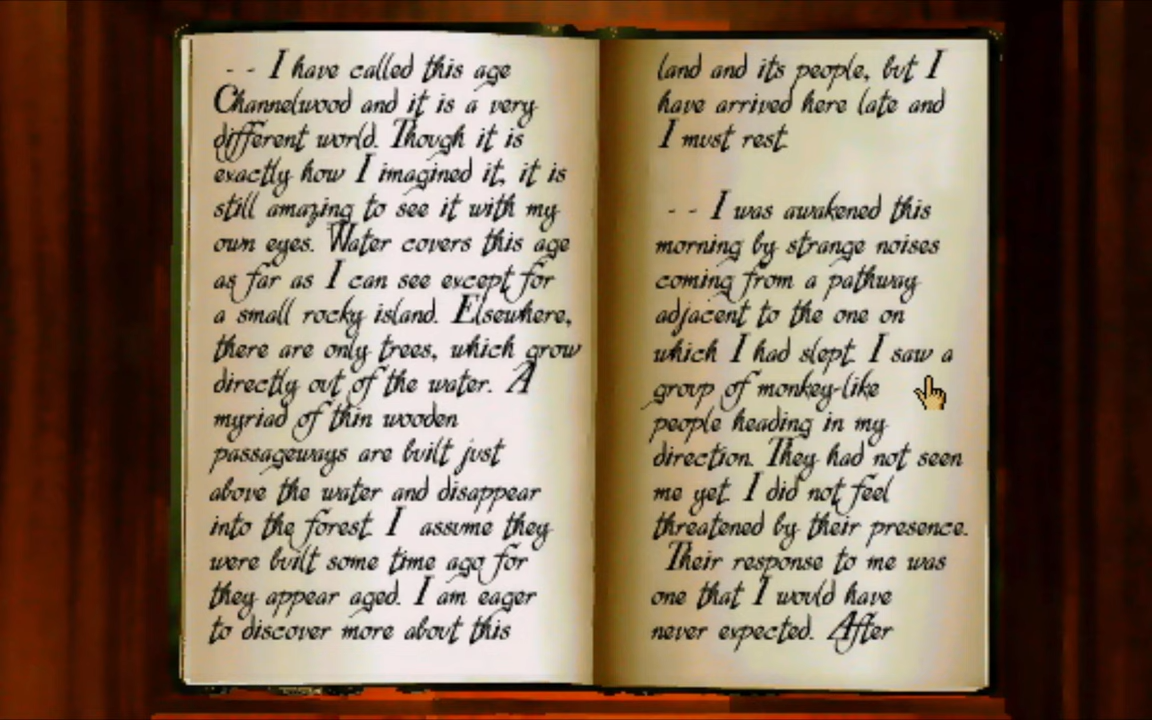 -- I have called this age
Channelwood and it is a very
different world. Though it is
exactly how I imagined it, it is
still amazing to see it with my
own eyes. Water covers this age
as far as I can see except for
a small rocky island. Elsewhere,
there are only trees, which grow
directly out of the water. A
myriad of thin wooden
passageways are built just
above the water and disappear
into the forest. I assume they
were built some time ago for
they appear aged. I am eager
to discover more about this
land and its people, but I
have arrived here late and
I must rest.
-- I was awakened this
morning by strange noises
coming from a pathway
adjacent to the one on
which I had slept. I saw a
group of monkey-like
people heading in my
direction. They had not seen
me yet. I did not feel
threatened by their presence.
Their response to me was
one that I would have
never expected. After